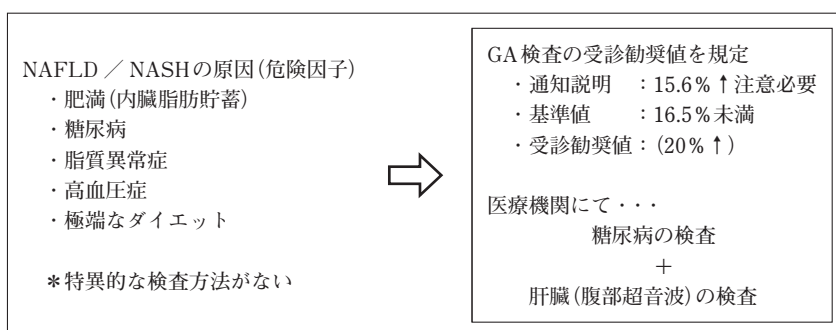 NAFLD ／ NASHの原因(危険因子)
・肥満(内臓脂肪貯蓄)
・糖尿病
・脂質異常症
・高血圧症
・極端なダイエット
＊特異的な検査方法がない
GA検査の受診勧奨値を規定
・通知説明　：15.6％↑注意必要
・基準値　　：16.5％未満
・受診勧奨値：(20％↑)
医療機関にて・・・
糖尿病の検査
＋
肝臓(腹部超音波)の検査